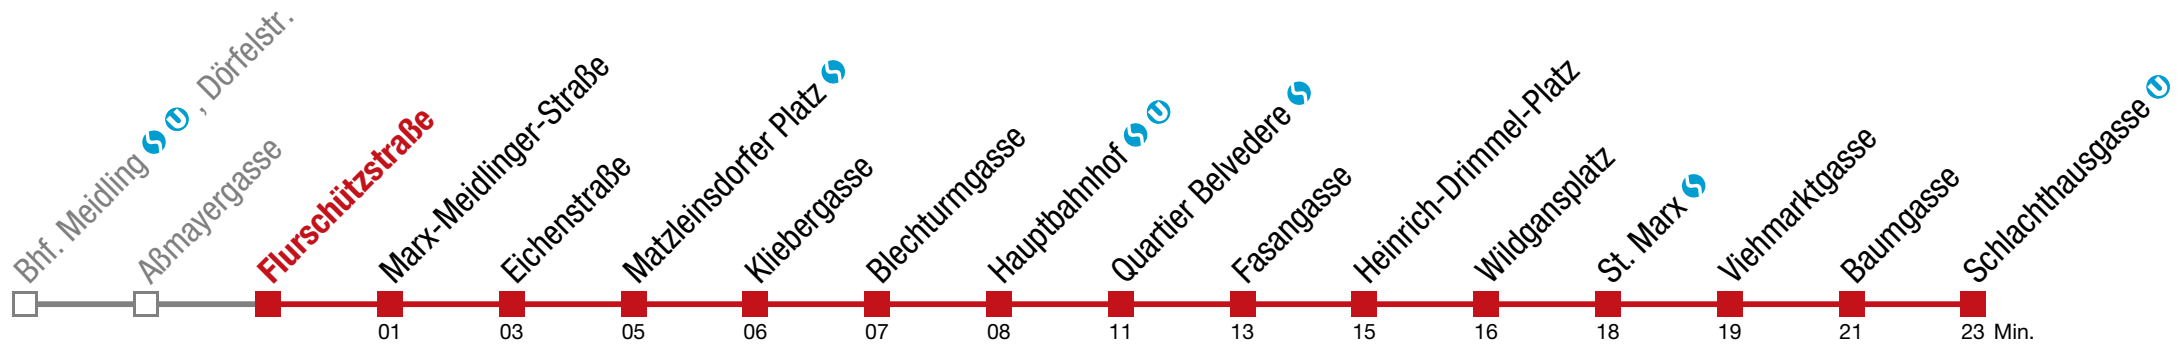 Bhf. Meidling S U , Dörfelstr.
Aßmayergasse
Flurschützstraße
Marx-Meidlinger-Straße
Eichenstraße
Matzleinsdorfer Platz S
Kliebergasse
Blechturmgasse
Hauptbahnhof S U
Quartier Belvedere S
Fasangasse
Heinrich-Drimmel-Platz
Wildgansplatz
St. Marx S
Viehmarktgasse
Baumgasse
Schlachthausgasse U
01 03 05 06 07 08 11 13 15 16 18 19 21 23 Min.